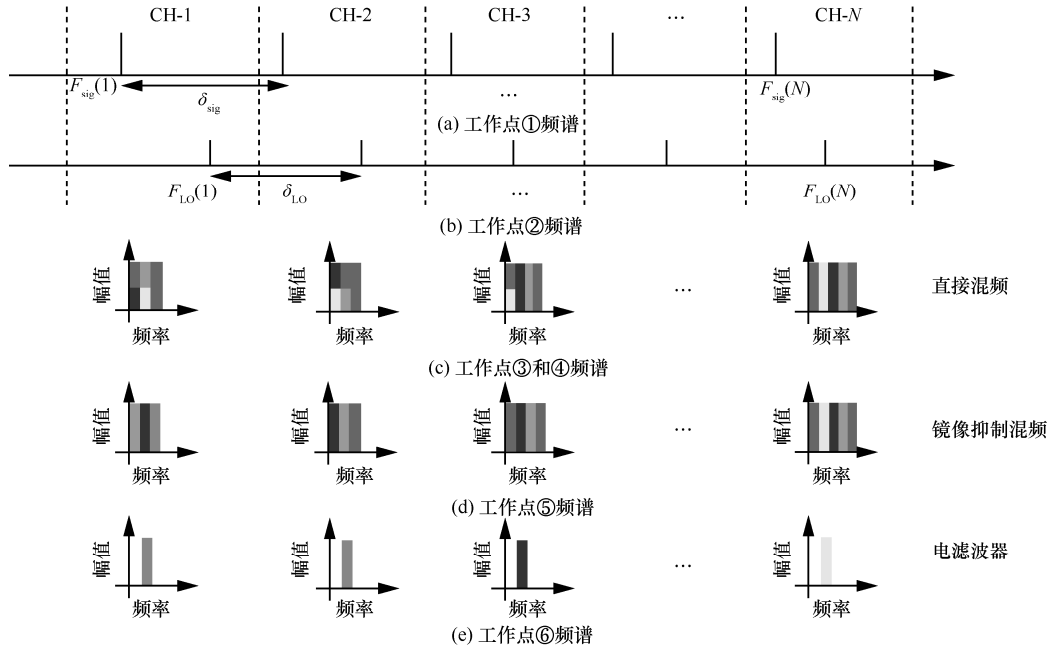 CH-1 CH-2 CH-3 … CH-N
Fsig(1) δsig … Fsig(N)
(a) 工作点①频谱
FLO(1) δLO … FLO(N)
(b) 工作点②频谱
幅值 幅值 幅值 … 幅值 直接混频
频率 频率 频率 频率
(c) 工作点③和④频谱
幅值 幅值 幅值 … 幅值 镜像抑制混频
频率 频率 频率 频率
(d) 工作点⑤频谱
幅值 幅值 幅值 … 幅值 电滤波器
频率 频率 频率 频率
(e) 工作点⑥频谱